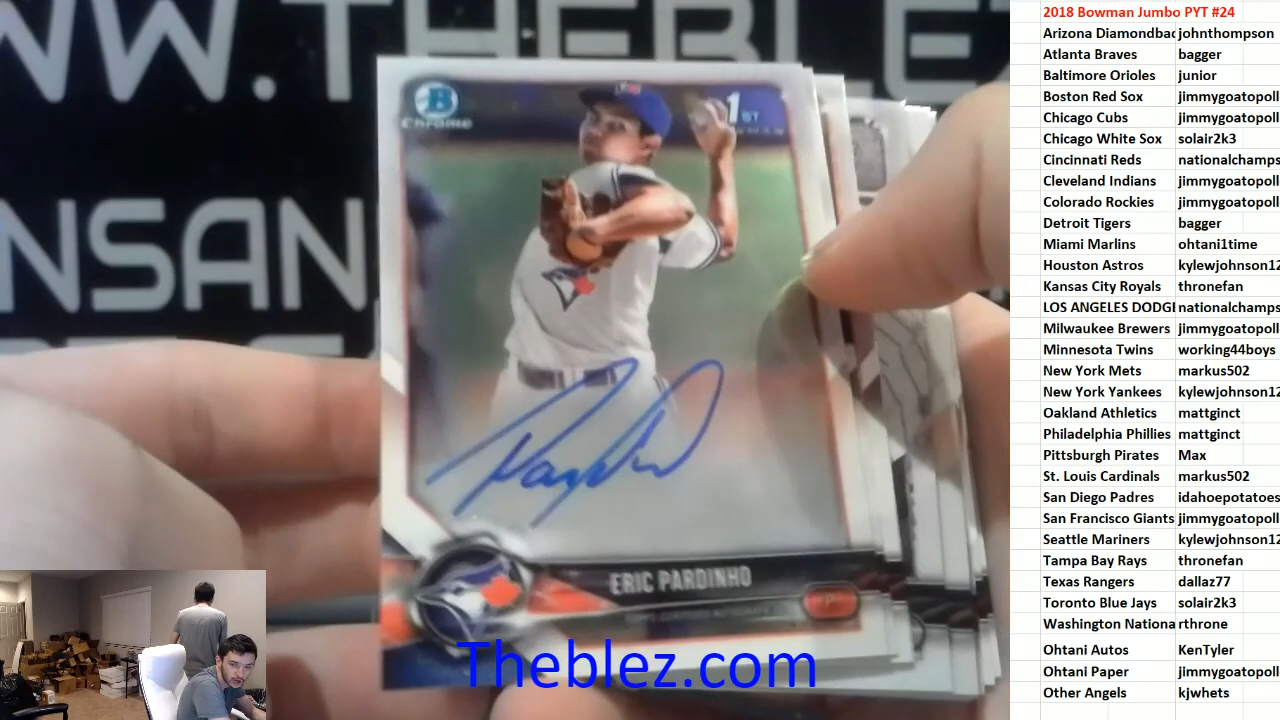 WW.THEBLEZ
NSAN
B
Chrome
1ST
ERIC PARDINHO
Theblez.com
2018 Bowman Jumbo PYT #24
Arizona Diamondbac johnthompson
Atlanta Braves bagger
Baltimore Orioles junior
Boston Red Sox jimmygoatopoll
Chicago Cubs jimmygoatopoll
Chicago White Sox solair2k3
Cincinnati Reds nationalchamps
Cleveland Indians jimmygoatopoll
Colorado Rockies jimmygoatopoll
Detroit Tigers bagger
Miami Marlins ohtani1time
Houston Astros kylewjohnson12
Kansas City Royals thronefan
LOS ANGELES DODG nationalchamps
Milwaukee Brewers jimmygoatopoll
Minnesota Twins working44boys
New York Mets markus502
New York Yankees kylewjohnson12
Oakland Athletics mattginct
Philadelphia Phillies mattginct
Pittsburgh Pirates Max
St. Louis Cardinals markus502
San Diego Padres idahoepotatoes
San Francisco Giants jimmygoatopoll
Seattle Mariners kylewjohnson12
Tampa Bay Rays thronefan
Texas Rangers dallaz77
Toronto Blue Jays solair2k3
Washington Nationa rthrone
Ohtani Autos KenTyler
Ohtani Paper jimmygoatopoll
Other Angels kjwhets